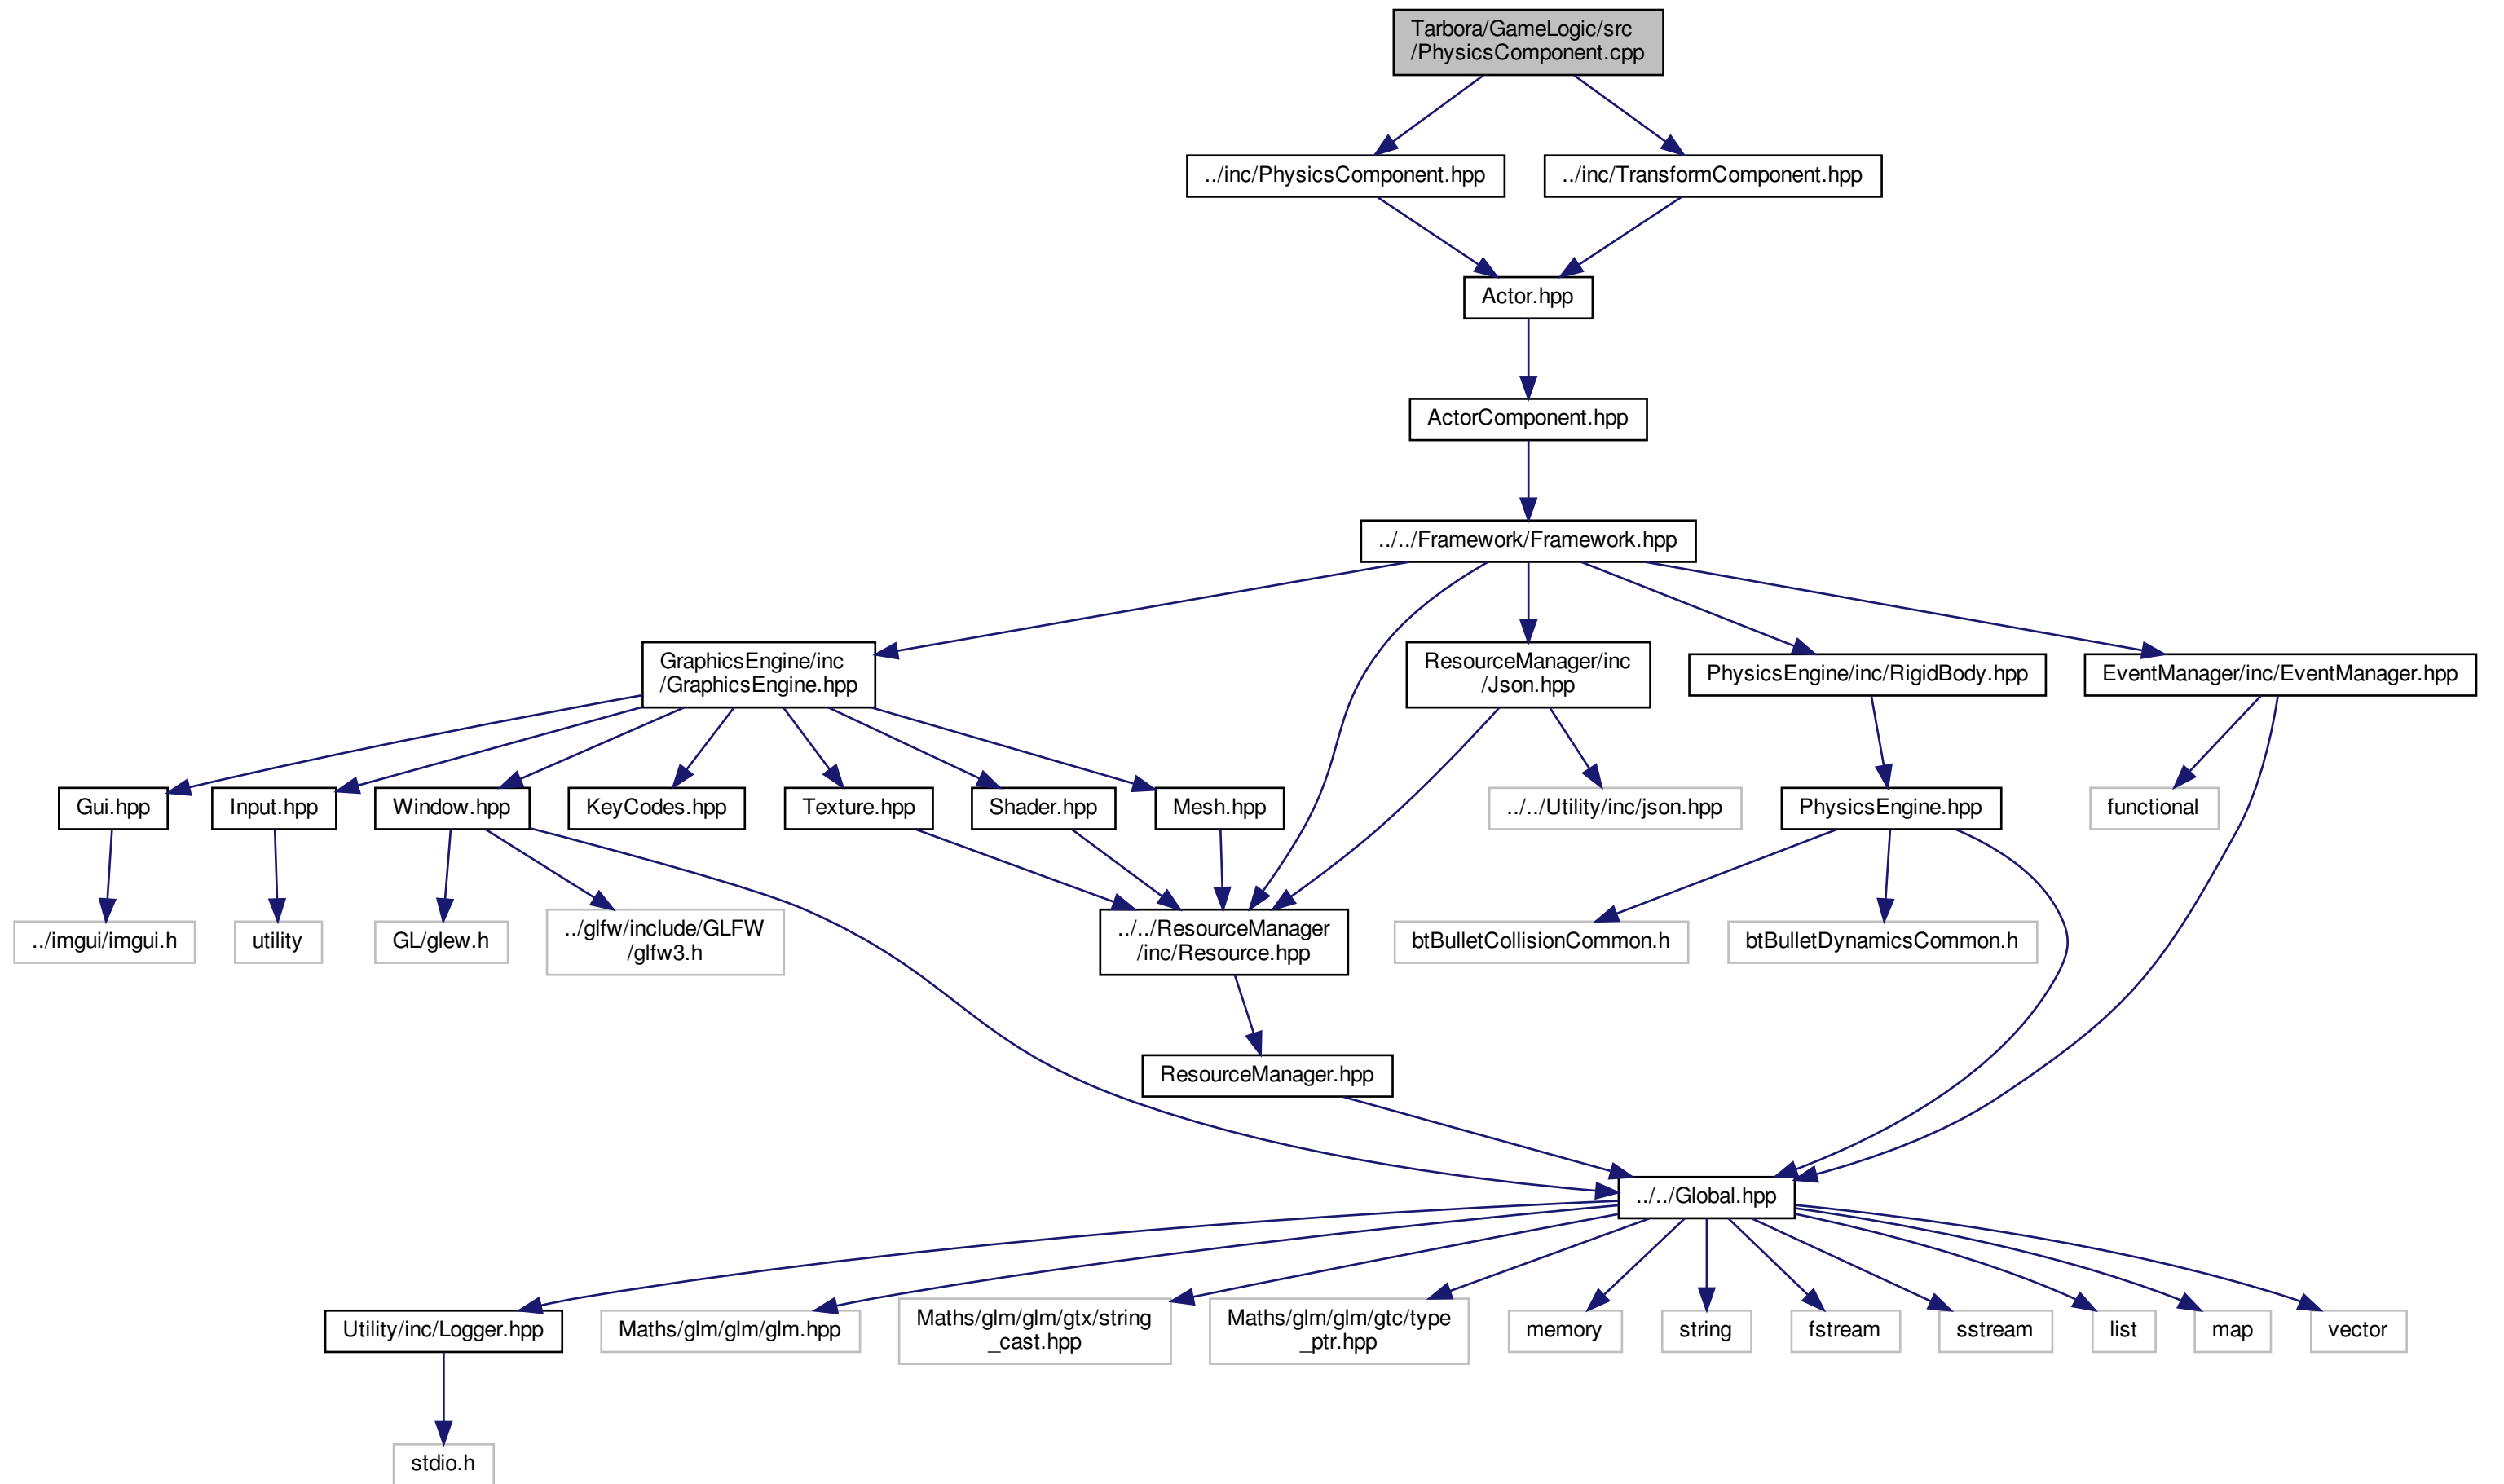 Tarbora/GameLogic/src
/PhysicsComponent.cpp
../inc/PhysicsComponent.hpp
../inc/TransformComponent.hpp
Actor.hpp
ActorComponent.hpp
../../Framework/Framework.hpp
GraphicsEngine/inc
/GraphicsEngine.hpp
ResourceManager/inc
/Json.hpp
PhysicsEngine/inc/RigidBody.hpp
EventManager/inc/EventManager.hpp
Gui.hpp
Input.hpp
Window.hpp
KeyCodes.hpp
Texture.hpp
Shader.hpp
Mesh.hpp
../../Utility/inc/json.hpp
PhysicsEngine.hpp
functional
../imgui/imgui.h
utility
GL/glew.h
../glfw/include/GLFW
/glfw3.h
../../ResourceManager
/inc/Resource.hpp
btBulletCollisionCommon.h
btBulletDynamicsCommon.h
ResourceManager.hpp
../../Global.hpp
Utility/inc/Logger.hpp
Maths/glm/glm/glm.hpp
Maths/glm/glm/gtx/string
_cast.hpp
Maths/glm/glm/gtc/type
_ptr.hpp
memory
string
fstream
sstream
list
map
vector
stdio.h